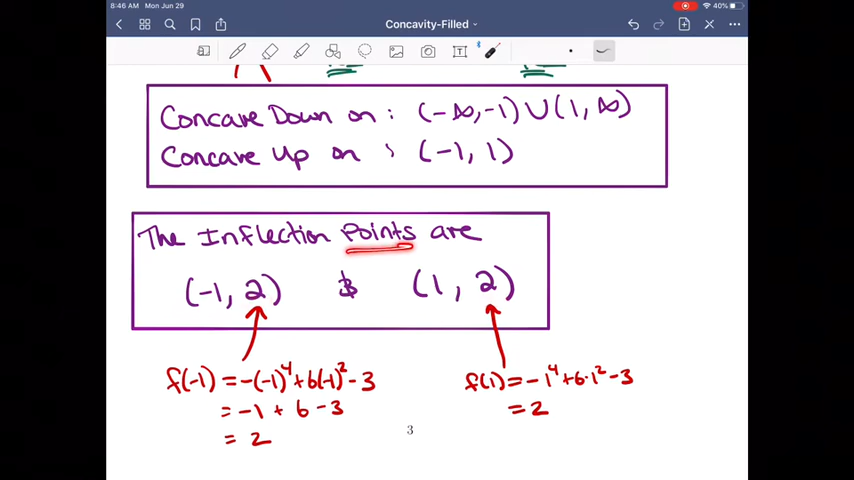 8:46 AM Mon Jun 29
40%
Concavity-Filled
Concave Down on : (-∞,-1) ∪ (1, ∞)
Concave Up on : (-1, 1)
The Inflection Points are
(-1, 2) & (1, 2)
f(-1) = -(-1)⁴ + 6(-1)² - 3
= -1 + 6 - 3
= 2
f(1) = -1⁴ + 6·1² - 3
= 2
3